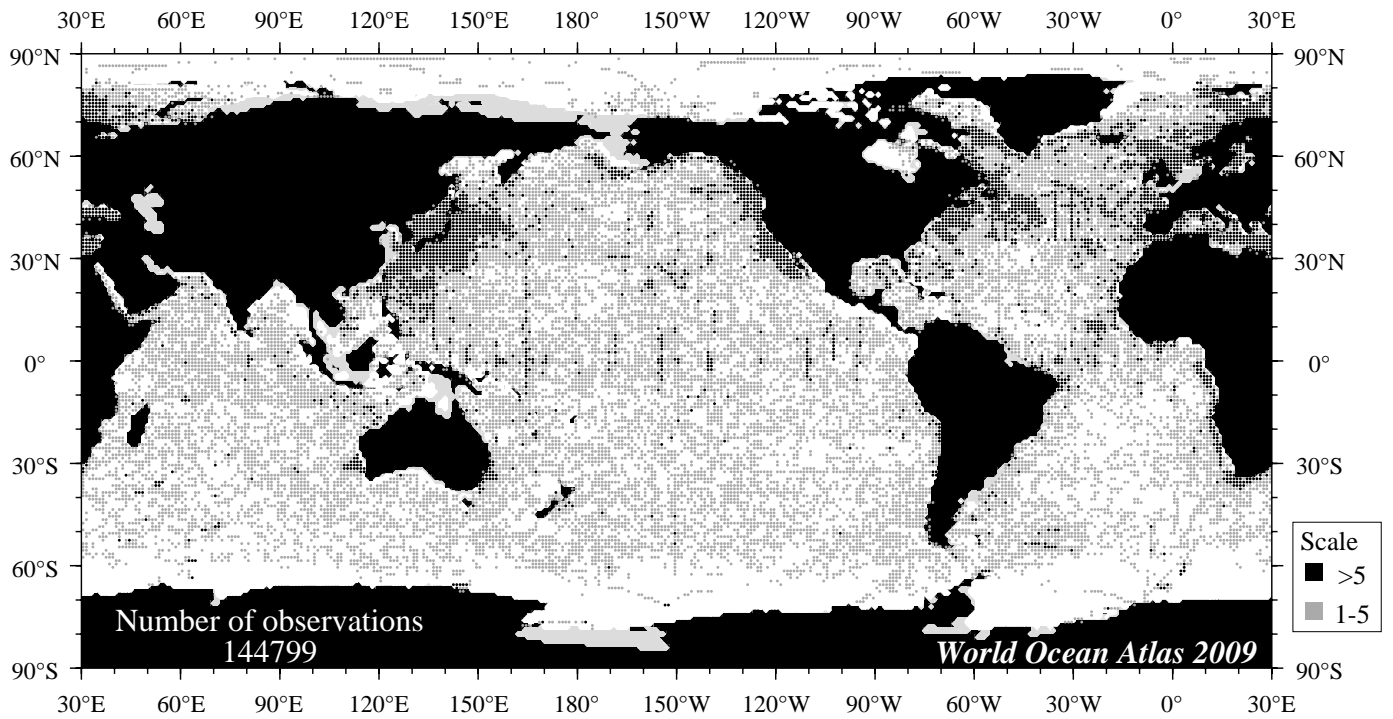 30°E 60°E 90°E 120°E 150°E 180° 150°W 120°W 90°W 60°W 30°W 0° 30°E
90°N 90°N
60°N 60°N
30°N 30°N
0° 0°
30°S 30°S
60°S 60°S
90°S 90°S
Scale
>5
1-5
Number of observations
144799
World Ocean Atlas 2009
30°E 60°E 90°E 120°E 150°E 180° 150°W 120°W 90°W 60°W 30°W 0° 30°E